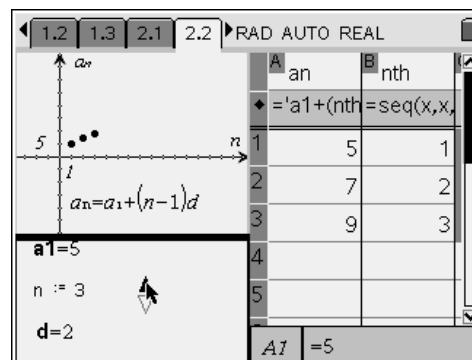 1.2 1.3 2.1 2.2 RAD AUTO REAL
an
5
n
1
an=a1+(n-1)d
a1=5
n := 3
d=2
A an B nth
◆ ='a1+(nth =seq(x,x,
1 5 1
2 7 2
3 9 3
4
5
A1 =5